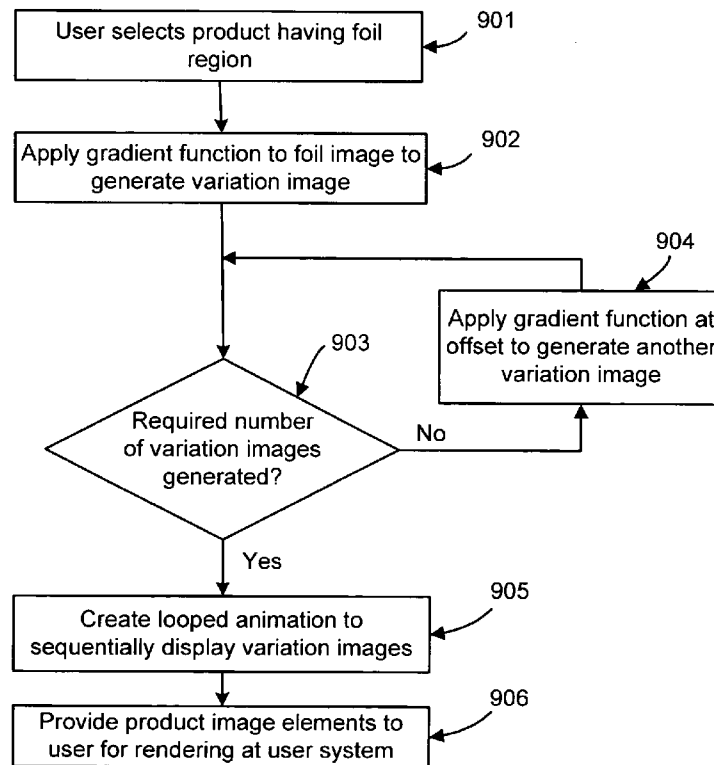 User selects product having foil
region
901
Apply gradient function to foil image to
generate variation image
902
904
Apply gradient function at
offset to generate another
variation image
903
Required number
of variation images
generated?
No
Yes
Create looped animation to
sequentially display variation images
905
Provide product image elements to
user for rendering at user system
906